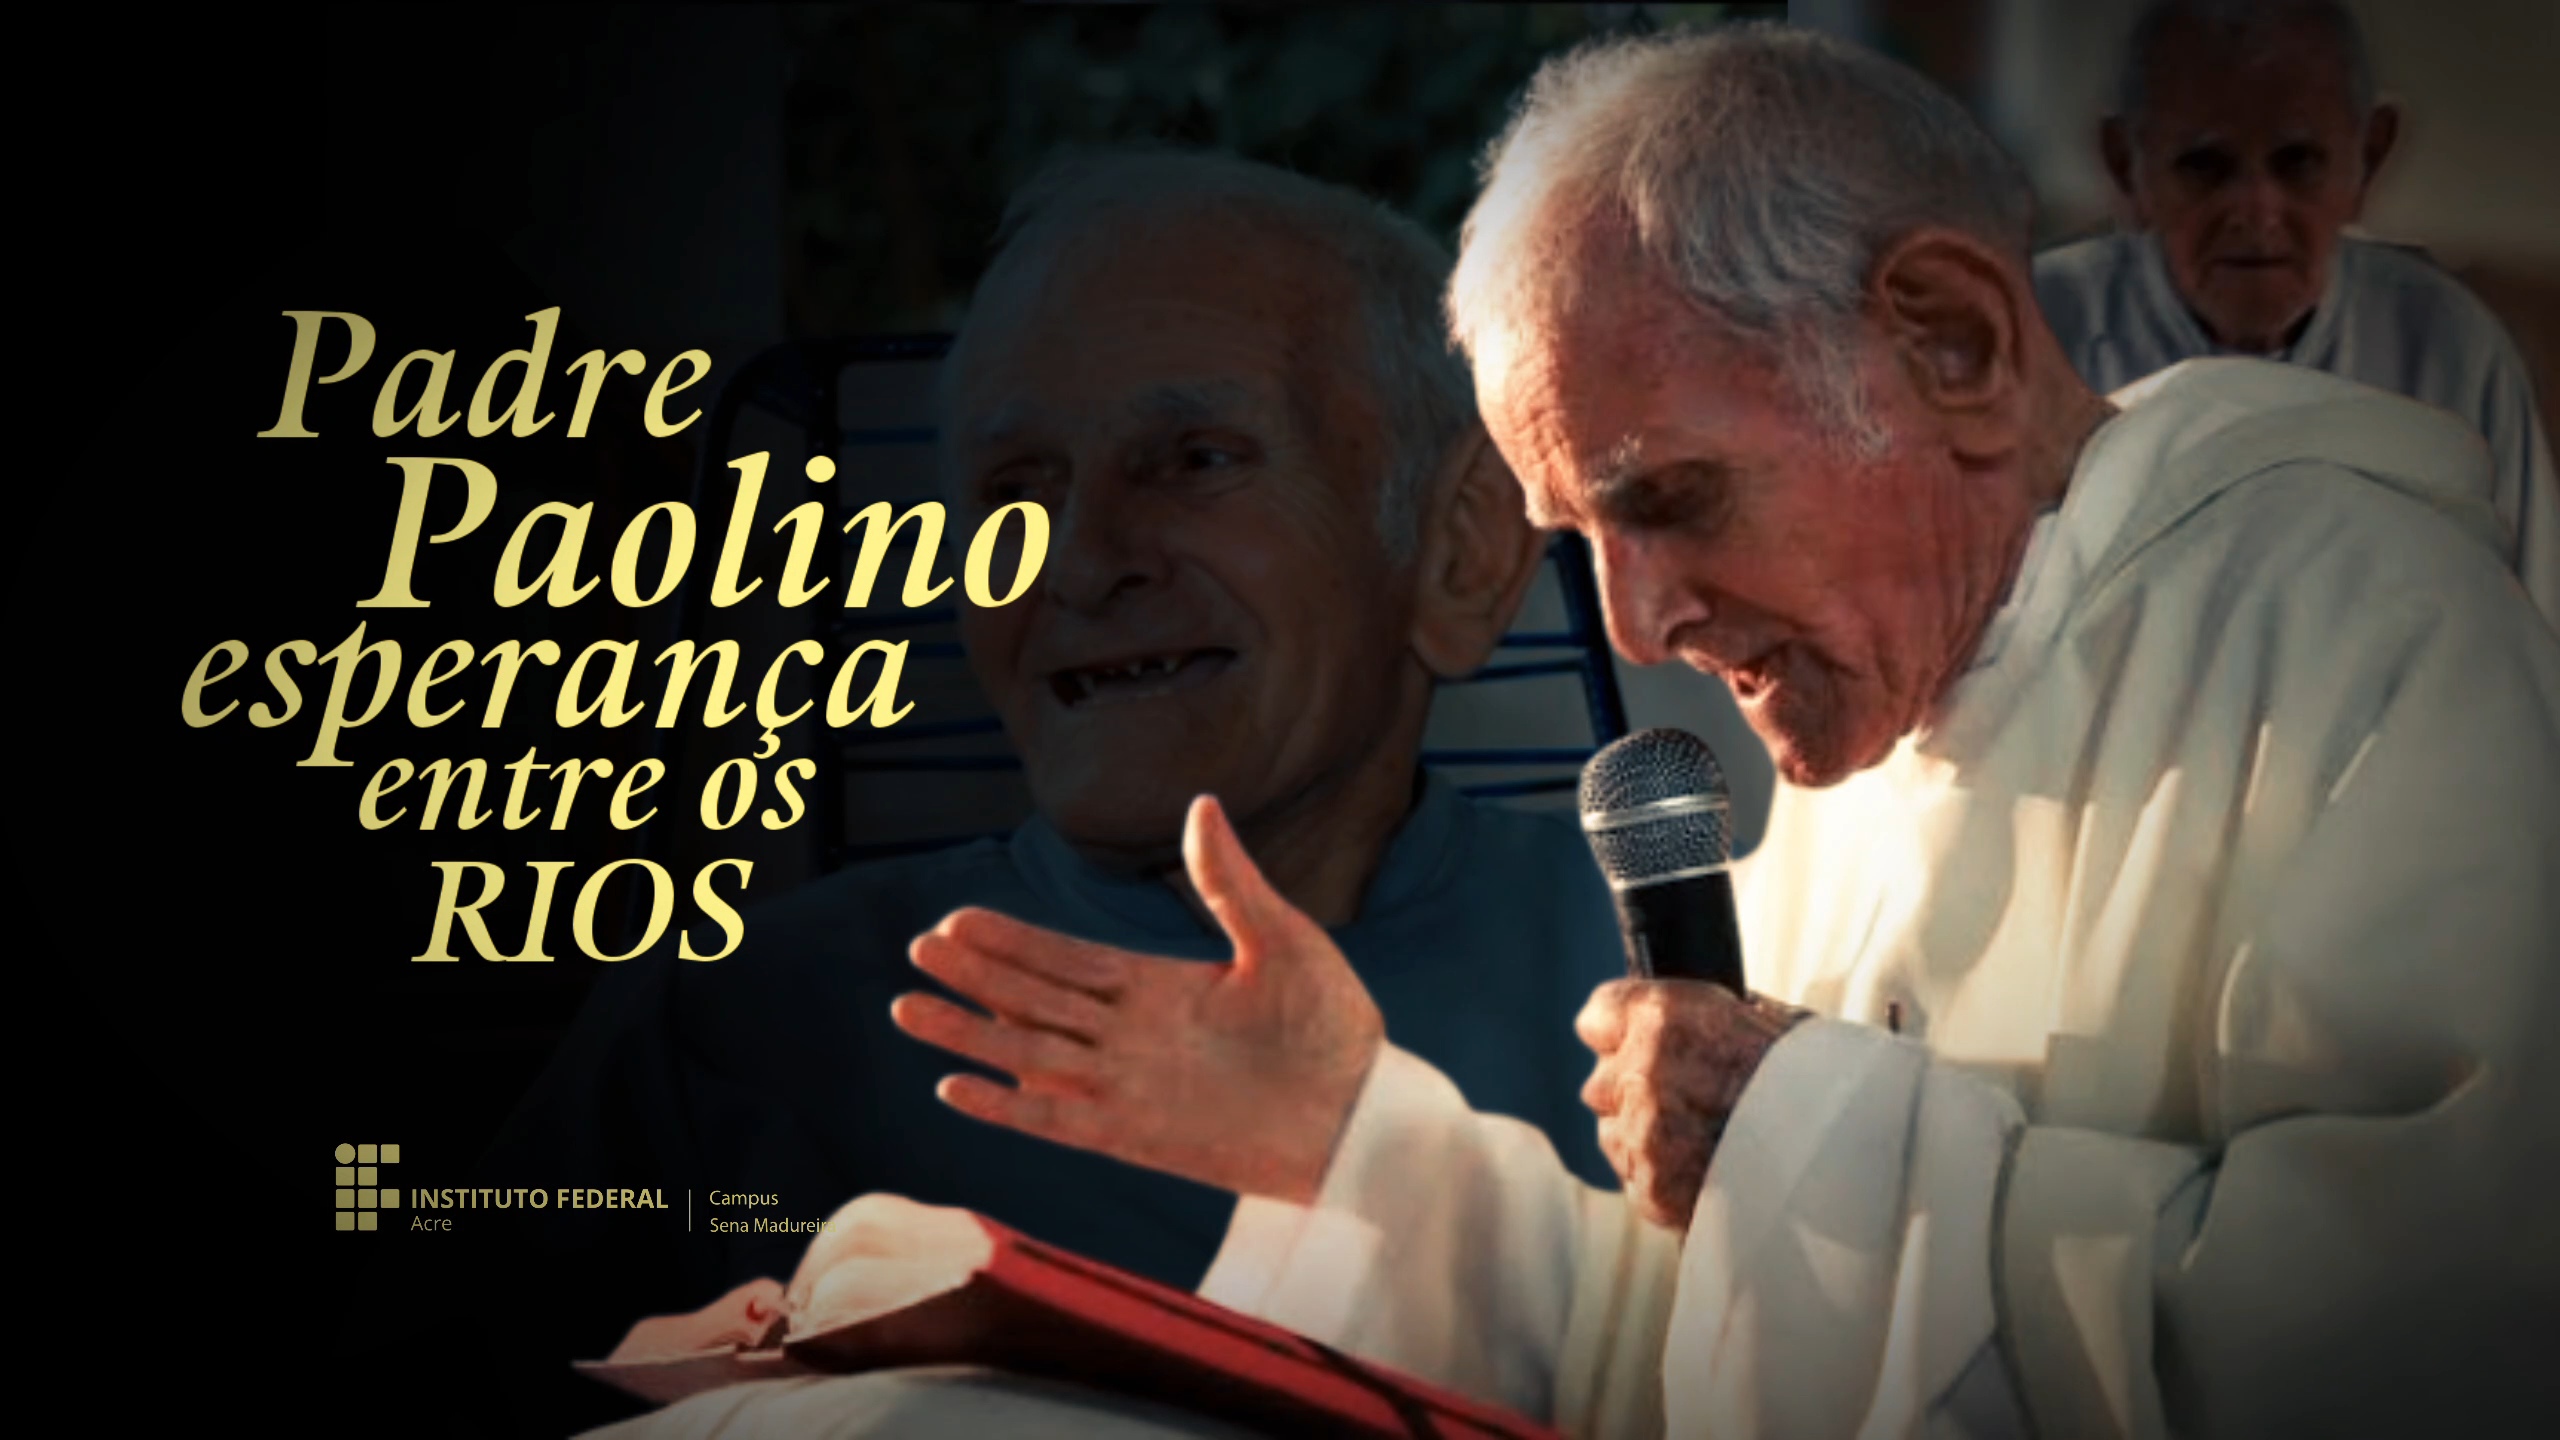 Padre
Paolino
esperança
entre os
RIOS
INSTITUTO FEDERAL
Acre
Campus
Sena Madureira